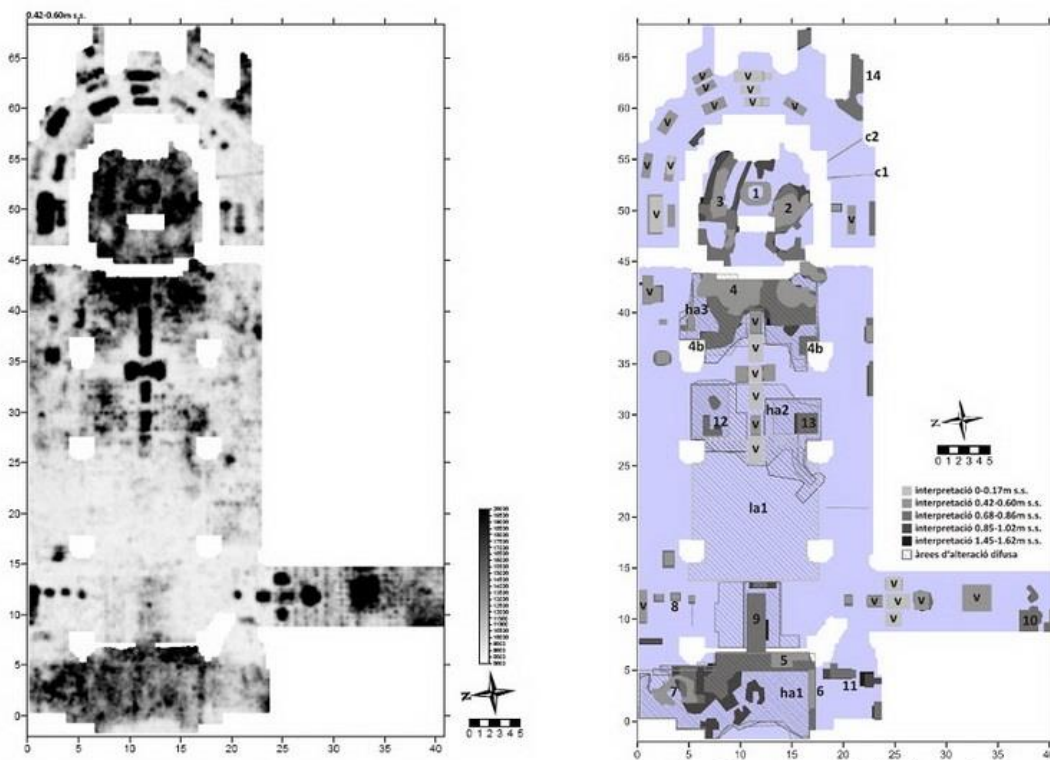 0.42-0.60m s.s.
65
60
55
50
45
40
35
30
25
20
15
10
5
0
0 5 10 15 20 25 30 35 40
N
0 1 2 3 4 5
65
60
55
50
45
40
35
30
25
20
15
10
5
0
0 5 10 15 20 25 30 35 40
14
c2
c1
V V
V
V V V V
V
V V
V V
3 1 2
V
4
ha3
4b 4b
V
V
V
V
V
V
ha2
12 13
la1
8
9
V
V
V V V V
V
10
5
7 ha1 6 11
N
0 1 2 3 4 5
interpretació 0-0.17m s.s.
interpretació 0.42-0.60m s.s.
interpretació 0.68-0.86m s.s.
interpretació 0.85-1.02m s.s.
interpretació 1.45-1.62m s.s.
àrees d'alteració difusa